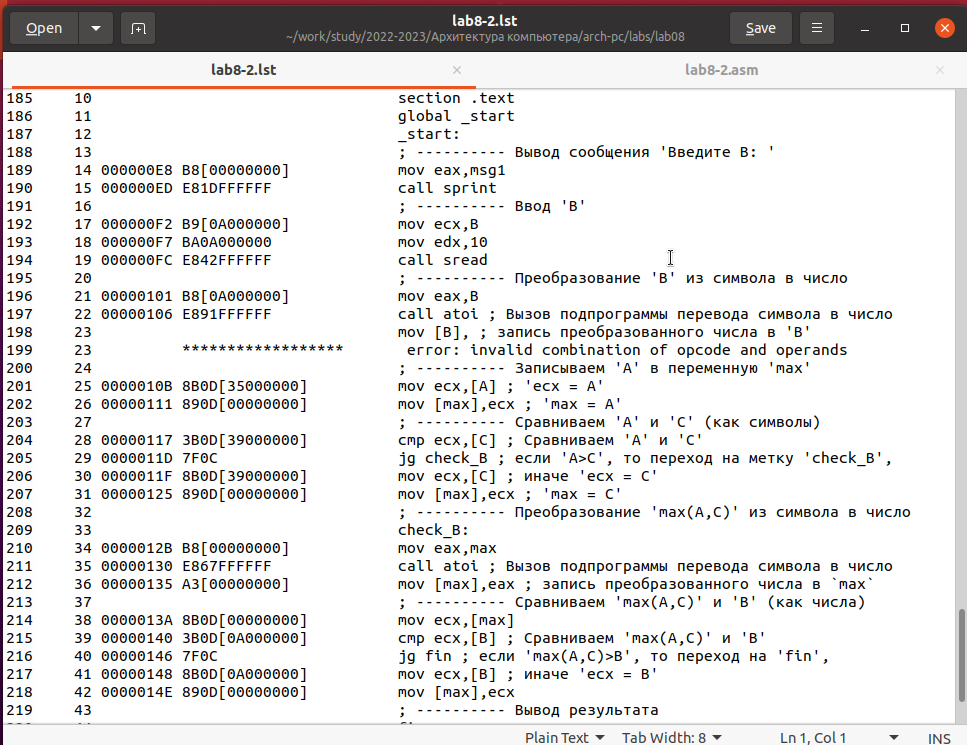 Open
lab8-2.lst
~/work/study/2022-2023/Архитектура компьютера/arch-pc/labs/lab08
Save
lab8-2.lst
lab8-2.asm
185 10 section .text
186 11 global _start
187 12 _start:
188 13 ; ---------- Вывод сообщения 'Введите B: '
189 14 000000E8 B8[00000000] mov eax,msg1
190 15 000000ED E81DFFFFFF call sprint
191 16 ; ---------- Ввод 'B'
192 17 000000F2 B9[0A000000] mov ecx,B
193 18 000000F7 BA0A000000 mov edx,10
194 19 000000FC E842FFFFFF call sread
195 20 ; ---------- Преобразование 'B' из символа в число
196 21 00000101 B8[0A000000] mov eax,B
197 22 00000106 E891FFFFFF call atoi ; Вызов подпрограммы перевода символа в число
198 23 mov [B], ; запись преобразованного числа в 'B'
199 23 ****************** error: invalid combination of opcode and operands
200 24 ; ---------- Записываем 'A' в переменную 'max'
201 25 0000010B 8B0D[35000000] mov ecx,[A] ; 'ecx = A'
202 26 00000111 890D[00000000] mov [max],ecx ; 'max = A'
203 27 ; ---------- Сравниваем 'A' и 'C' (как символы)
204 28 00000117 3B0D[39000000] cmp ecx,[C] ; Сравниваем 'A' и 'C'
205 29 0000011D 7F0C jg check_B ; если 'A>C', то переход на метку 'check_B',
206 30 0000011F 8B0D[39000000] mov ecx,[C] ; иначе 'ecx = C'
207 31 00000125 890D[00000000] mov [max],ecx ; 'max = C'
208 32 ; ---------- Преобразование 'max(A,C)' из символа в число
209 33 check_B:
210 34 0000012B B8[00000000] mov eax,max
211 35 00000130 E867FFFFFF call atoi ; Вызов подпрограммы перевода символа в число
212 36 00000135 A3[00000000] mov [max],eax ; запись преобразованного числа в `max`
213 37 ; ---------- Сравниваем 'max(A,C)' и 'B' (как числа)
214 38 0000013A 8B0D[00000000] mov ecx,[max]
215 39 00000140 3B0D[0A000000] cmp ecx,[B] ; Сравниваем 'max(A,C)' и 'B'
216 40 00000146 7F0C jg fin ; если 'max(A,C)>B', то переход на 'fin',
217 41 00000148 8B0D[0A000000] mov ecx,[B] ; иначе 'ecx = B'
218 42 0000014E 890D[00000000] mov [max],ecx
219 43 ; ---------- Вывод результата
Plain Text
Tab Width: 8
Ln 1, Col 1
INS